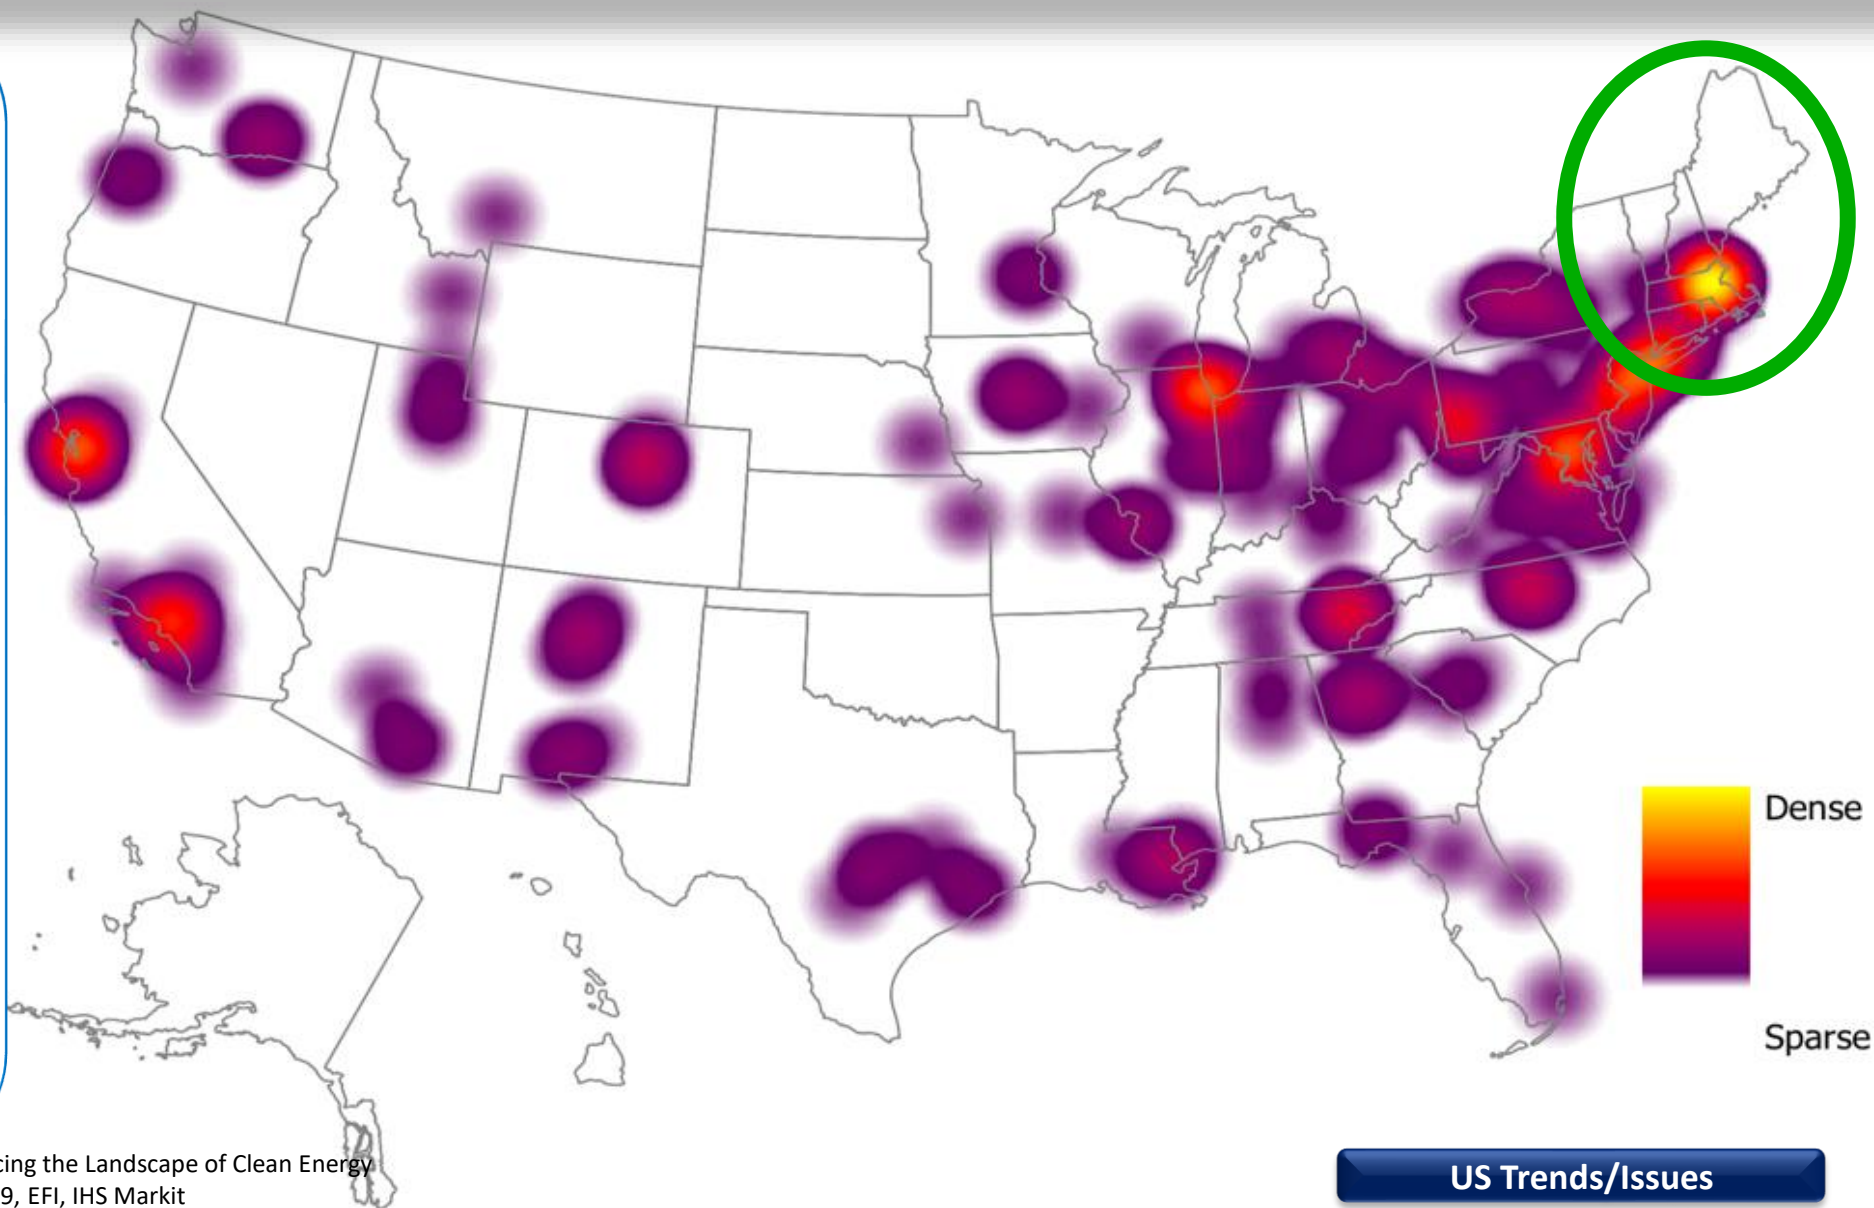 Dense
Sparse
cing the Landscape of Clean Energy
9, EFI, IHS Markit
US Trends/Issues